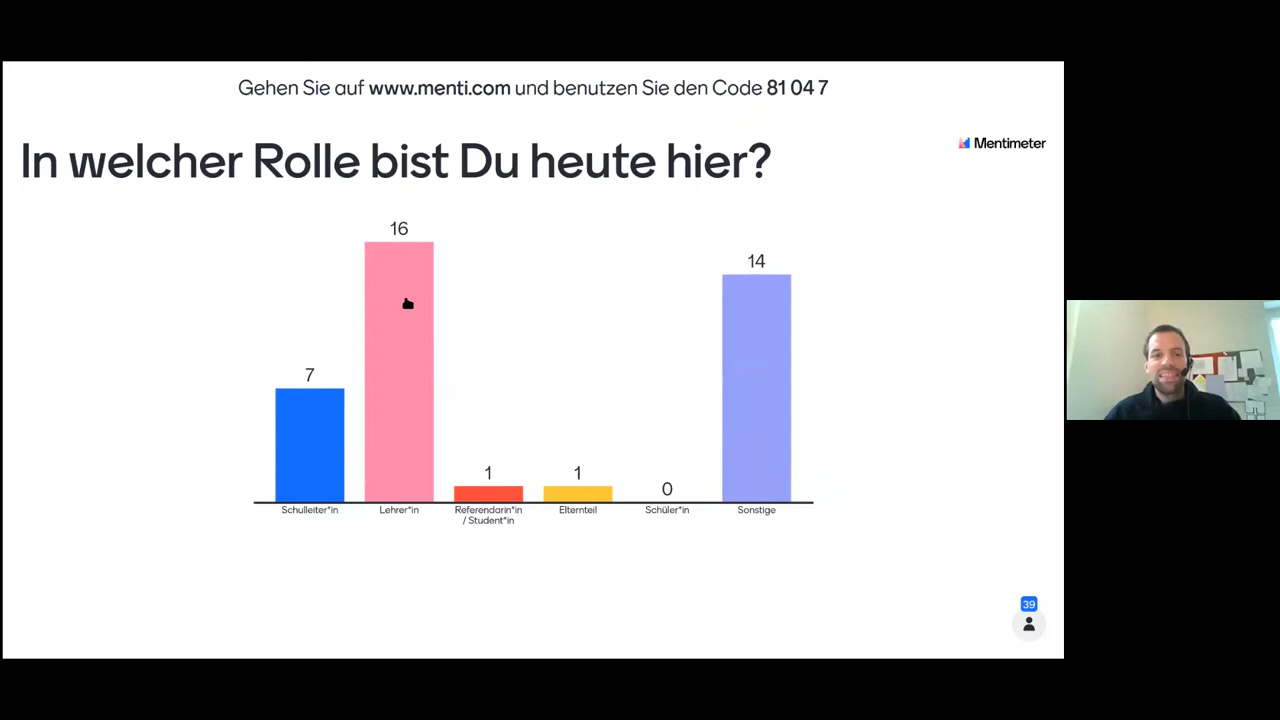 Gehen Sie auf www.menti.com und benutzen Sie den Code 81 04 7
In welcher Rolle bist Du heute hier?
Mentimeter
16
14
7
1
1
0
Schulleiter*in
Lehrer*in
Referendarin*in
/ Student*in
Elternteil
Schüler*in
Sonstige
39